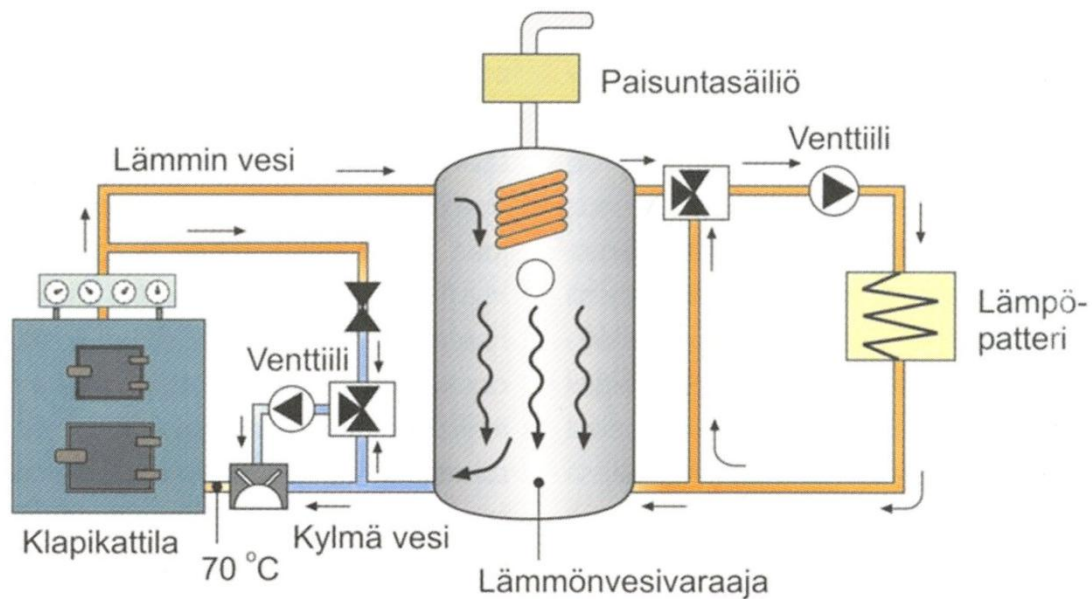 Paisuntasäiliö
Venttiili
Lämmin vesi
Lämpö-
patteri
Venttiili
Klapikattila
70 °C
Kylmä vesi
Lämmönvesivaraaja